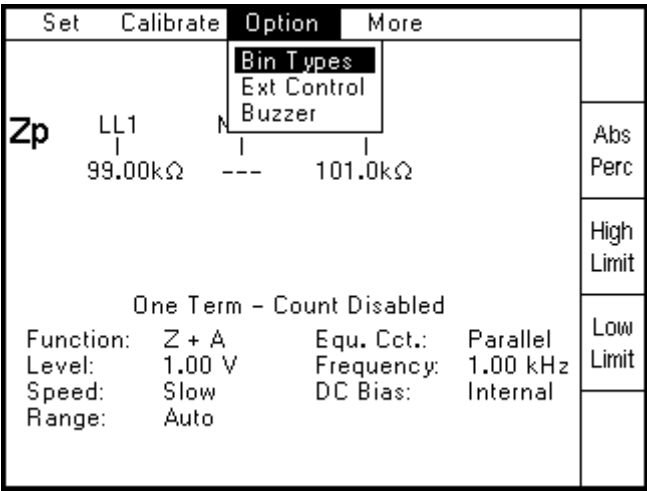 Set Calibrate Option More
Bin Types
Ext Control
Buzzer
Zp LL1
99.00kΩ --- 101.0kΩ
Abs
Perc
High
Limit
Low
Limit
One Term - Count Disabled
Function: Z + A Equ. Cct.: Parallel
Level: 1.00 V Frequency: 1.00 kHz
Speed: Slow DC Bias: Internal
Range: Auto